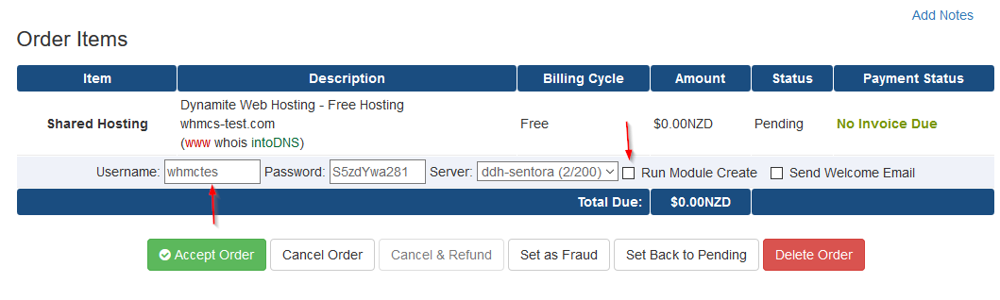 Add Notes
Order Items
Item Description Billing Cycle Amount Status Payment Status
Dynamite Web Hosting - Free Hosting
Shared Hosting whmcs-test.com Free $0.00NZD Pending No Invoice Due
(www whois intoDNS)
Username: whmctes Password: S5zdYwa281 Server: ddh-sentora (2/200) Run Module Create Send Welcome Email
Total Due: $0.00NZD
Accept Order Cancel Order Cancel & Refund Set as Fraud Set Back to Pending Delete Order